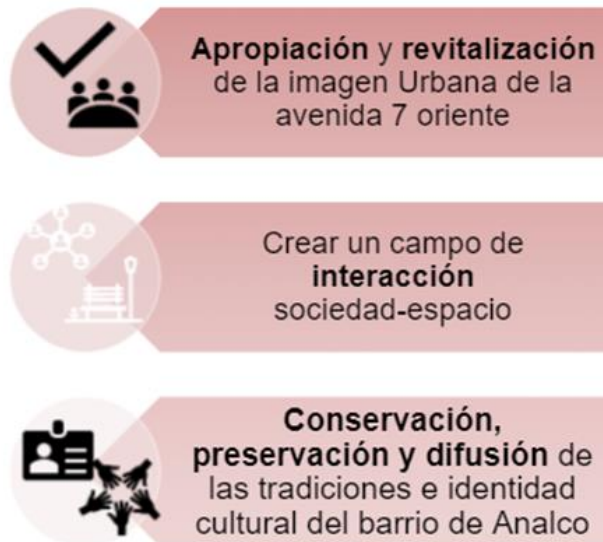 Apropiación y revitalización
de la imagen Urbana de la
avenida 7 oriente
Crear un campo de
interacción
sociedad-espacio
Conservación,
preservación y difusión de
las tradiciones e identidad
cultural del barrio de Analco